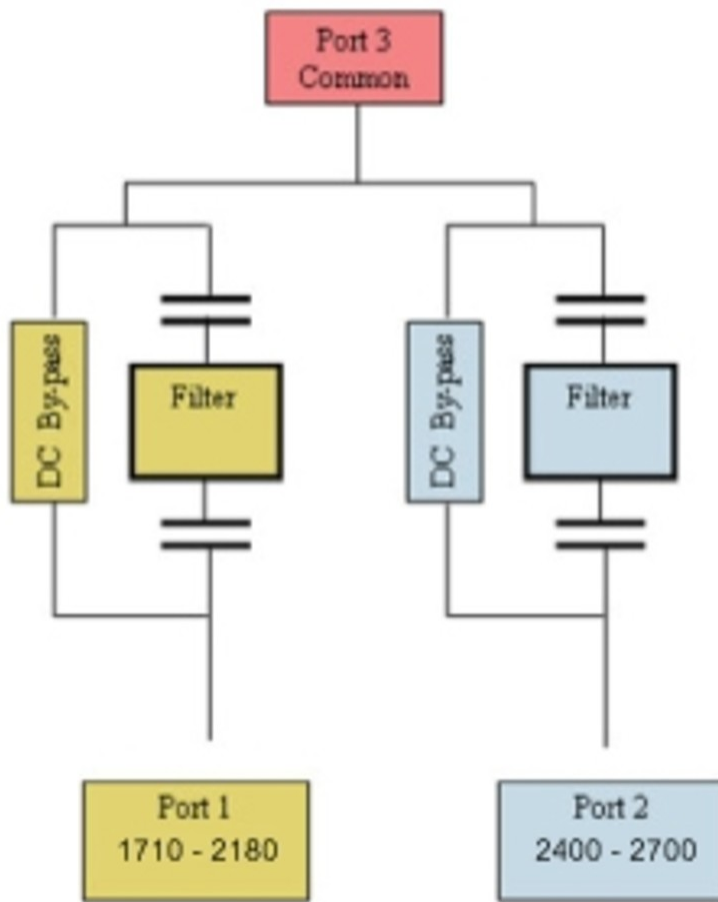 Port 3
Common
DC By-pass
Filter
DC By-pass
Filter
Port 1
1710 - 2180
Port 2
2400 - 2700